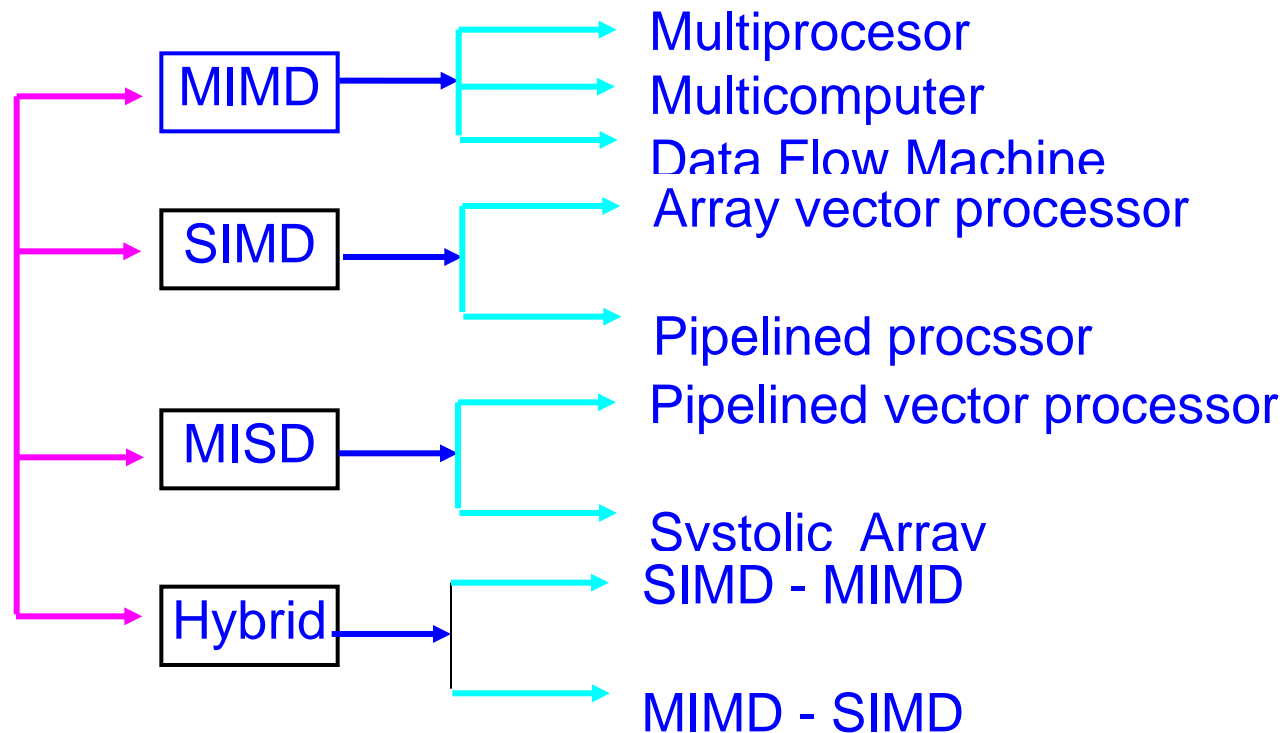 MIMD
Multiprocesor
Multicomputer
Data Flow Machine
SIMD
Array vector processor
Pipelined procssor
MISD
Pipelined vector processor
Systolic Array
Hybrid
SIMD - MIMD
MIMD - SIMD